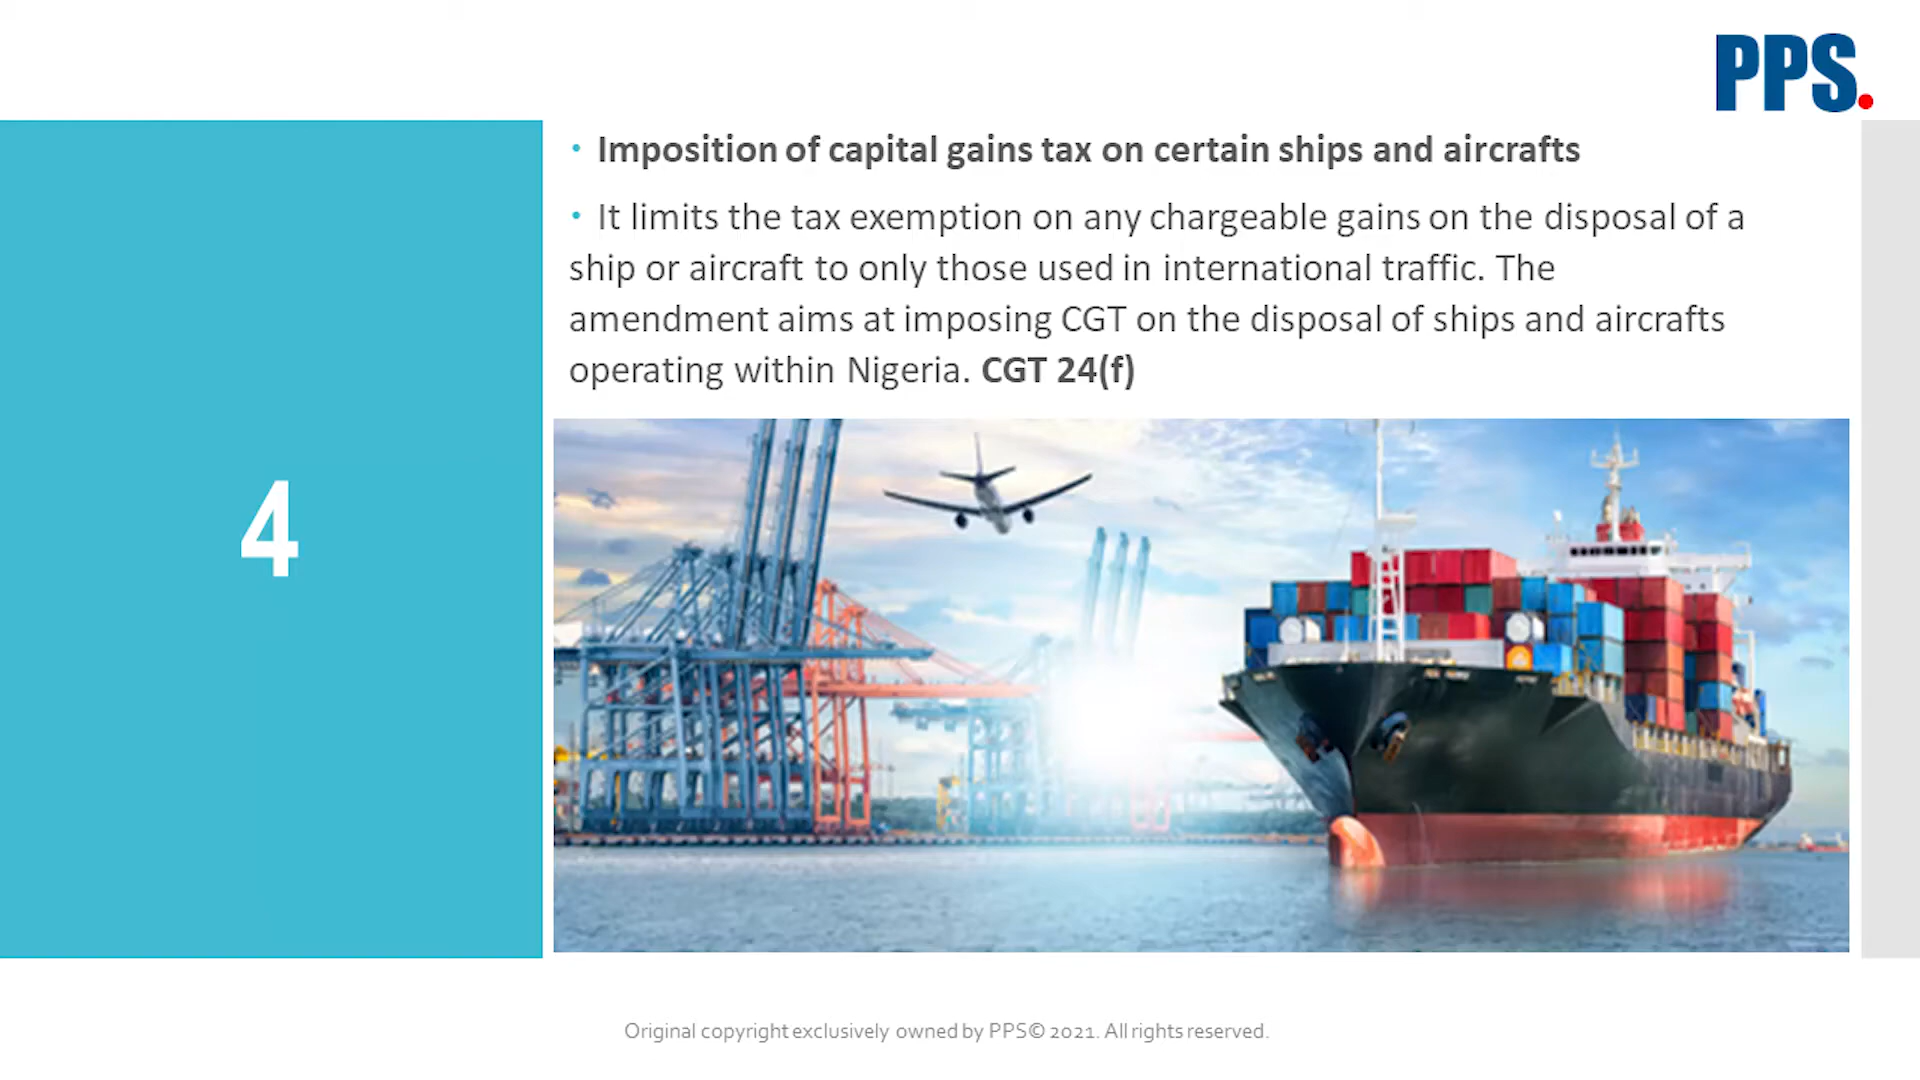 PPS.
• Imposition of capital gains tax on certain ships and aircrafts
• It limits the tax exemption on any chargeable gains on the disposal of a
ship or aircraft to only those used in international traffic. The
amendment aims at imposing CGT on the disposal of ships and aircrafts
operating within Nigeria. CGT 24(f)
4
Original copyright exclusively owned by PPS© 2021. All rights reserved.